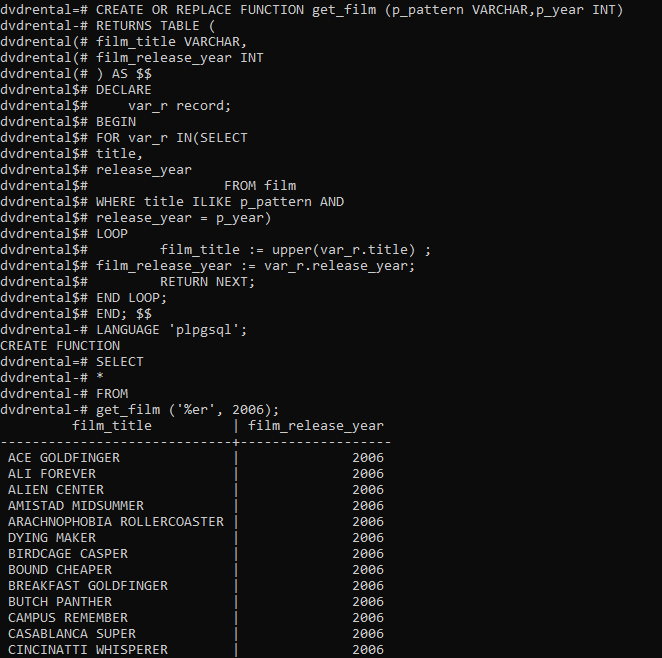 dvdrental=# CREATE OR REPLACE FUNCTION get_film (p_pattern VARCHAR,p_year INT)
dvdrental-# RETURNS TABLE (
dvdrental(# film_title VARCHAR,
dvdrental(# film_release_year INT
dvdrental(# ) AS $$
dvdrental$# DECLARE
dvdrental$#     var_r record;
dvdrental$# BEGIN
dvdrental$# FOR var_r IN(SELECT
dvdrental$# title,
dvdrental$# release_year
dvdrental$#                 FROM film
dvdrental$# WHERE title ILIKE p_pattern AND
dvdrental$# release_year = p_year)
dvdrental$# LOOP
dvdrental$#         film_title := upper(var_r.title) ;
dvdrental$# film_release_year := var_r.release_year;
dvdrental$#         RETURN NEXT;
dvdrental$# END LOOP;
dvdrental$# END; $$
dvdrental-# LANGUAGE 'plpgsql';
CREATE FUNCTION
dvdrental=# SELECT
dvdrental-# *
dvdrental-# FROM
dvdrental-# get_film ('%er', 2006);
         film_title          | film_release_year
-----------------------------+-------------------
 ACE GOLDFINGER              |              2006
 ALI FOREVER                 |              2006
 ALIEN CENTER                |              2006
 AMISTAD MIDSUMMER           |              2006
 ARACHNOPHOBIA ROLLERCOASTER |              2006
 DYING MAKER                 |              2006
 BIRDCAGE CASPER             |              2006
 BOUND CHEAPER               |              2006
 BREAKFAST GOLDFINGER        |              2006
 BUTCH PANTHER               |              2006
 CAMPUS REMEMBER             |              2006
 CASABLANCA SUPER            |              2006
 CINCINATTI WHISPERER        |              2006